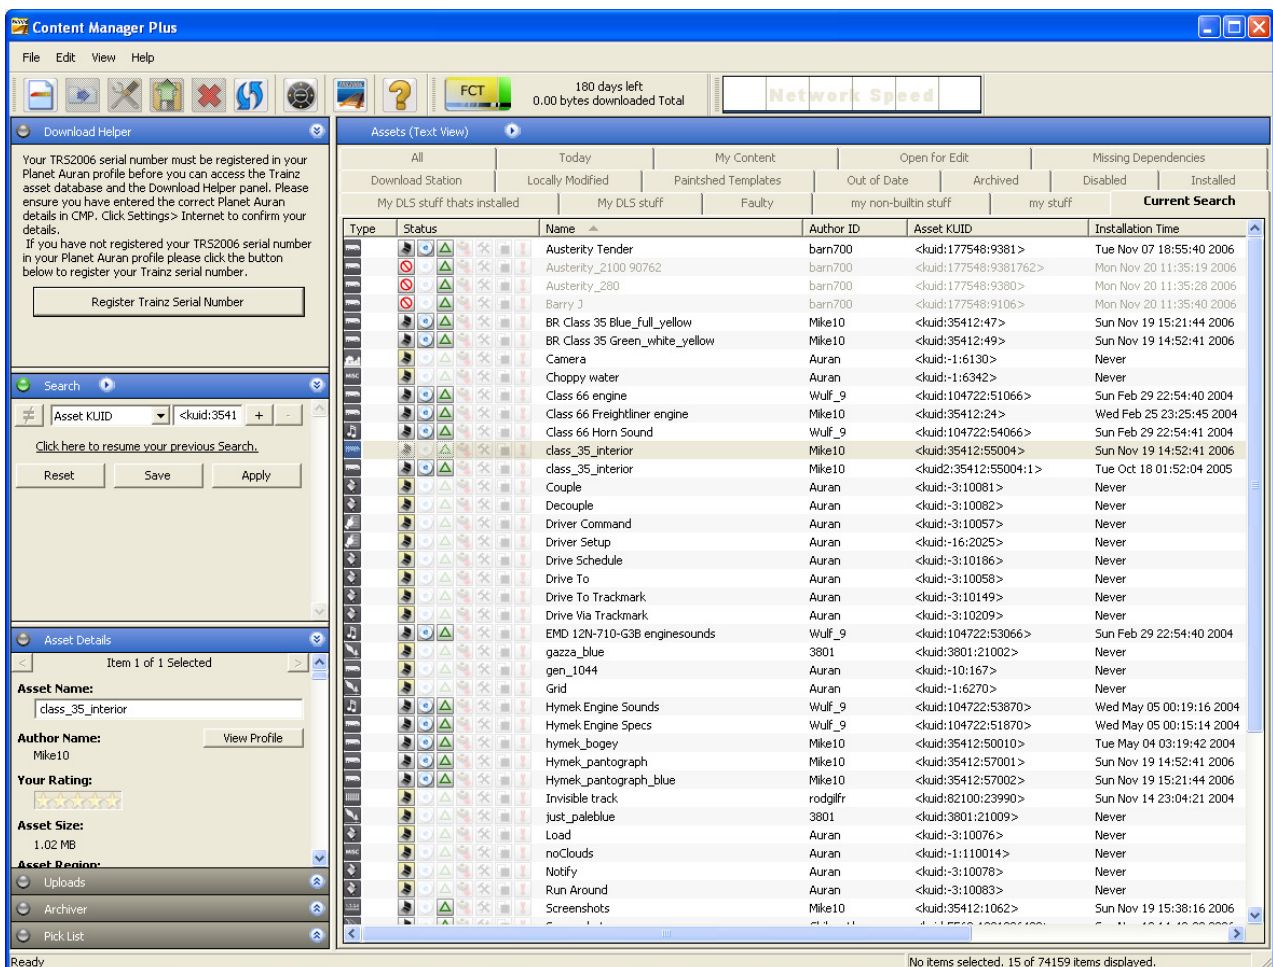 Content Manager Plus
File Edit View Help
FCT
180 days left
0.00 bytes downloaded Total
Network Speed
Download Helper
Your TRS2006 serial number must be registered in your
Planet Auran profile before you can access the Trainz
asset database and the Download Helper panel. Please
ensure you have entered the correct Planet Auran
details in CMP. Click Settings> Internet to confirm your
details.
If you have not registered your TRS2006 serial number
in your Planet Auran profile please click the button
below to register your Trainz serial number.
Register Trainz Serial Number
Search
≠ Asset KUID <kuid:3541 + -
Click here to resume your previous Search.
Reset Save Apply
Asset Details
< Item 1 of 1 Selected >
Asset Name:
class_35_interior
Author Name: View Profile
Mike10
Your Rating:
Asset Size:
1.02 MB
Asset Region:
Uploads
Archiver
Pick List
Assets (Text View)
All Today My Content Open for Edit Missing Dependencies
Download Station Locally Modified Paintshed Templates Out of Date Archived Disabled Installed
My DLS stuff thats installed My DLS stuff Faulty my non-builtin stuff my stuff Current Search
Type Status Name Author ID Asset KUID Installation Time
Austerity Tender barn700 <kuid:177548:9381> Tue Nov 07 18:55:40 2006
Austerity_2100 90762 barn700 <kuid:177548:9381762> Mon Nov 20 11:35:19 2006
Austerity_280 barn700 <kuid:177548:9380> Mon Nov 20 11:35:28 2006
Barry J barn700 <kuid:177548:9106> Mon Nov 20 11:35:40 2006
BR Class 35 Blue_full_yellow Mike10 <kuid:35412:47> Sun Nov 19 15:21:44 2006
BR Class 35 Green_white_yellow Mike10 <kuid:35412:49> Sun Nov 19 14:52:41 2006
Camera Auran <kuid:-1:6130> Never
MISC Choppy water Auran <kuid:-1:6342> Never
Class 66 engine Wulf_9 <kuid:104722:51066> Sun Feb 29 22:54:40 2004
Class 66 Freightliner engine Mike10 <kuid:35412:24> Wed Feb 25 23:25:45 2004
Class 66 Horn Sound Wulf_9 <kuid:104722:54066> Sun Feb 29 22:54:41 2004
class_35_interior Mike10 <kuid:35412:55004> Sun Nov 19 14:52:41 2006
class_35_interior Mike10 <kuid2:35412:55004:1> Tue Oct 18 01:52:04 2005
Couple Auran <kuid:-3:10081> Never
Decouple Auran <kuid:-3:10082> Never
Driver Command Auran <kuid:-3:10057> Never
Driver Setup Auran <kuid:-16:2025> Never
Drive Schedule Auran <kuid:-3:10186> Never
Drive To Auran <kuid:-3:10058> Never
Drive To Trackmark Auran <kuid:-3:10149> Never
Drive Via Trackmark Auran <kuid:-3:10209> Never
EMD 12N-710-G3B enginesounds Wulf_9 <kuid:104722:53066> Sun Feb 29 22:54:40 2004
gazza_blue 3801 <kuid:3801:21002> Never
gen_1044 Auran <kuid:-10:167> Never
Grid Auran <kuid:-1:6270> Never
Hymek Engine Sounds Wulf_9 <kuid:104722:53870> Wed May 05 00:19:16 2004
Hymek Engine Specs Wulf_9 <kuid:104722:51870> Wed May 05 00:15:14 2004
hymek_bogey Mike10 <kuid:35412:50010> Tue May 04 03:19:42 2004
Hymek_pantograph Mike10 <kuid:35412:57001> Sun Nov 19 14:52:41 2006
Hymek_pantograph_blue Mike10 <kuid:35412:57002> Sun Nov 19 15:21:44 2006
Invisible track rodgilfr <kuid:82100:23990> Sun Nov 14 23:04:21 2004
just_paleblue 3801 <kuid:3801:21009> Never
Load Auran <kuid:-3:10076> Never
MISC noClouds Auran <kuid:-1:110014> Never
Notify Auran <kuid:-3:10078> Never
Run Around Auran <kuid:-3:10083> Never
Screenshots Mike10 <kuid:35412:1062> Sun Nov 19 15:38:16 2006
Ready
No items selected. 15 of 74159 items displayed.